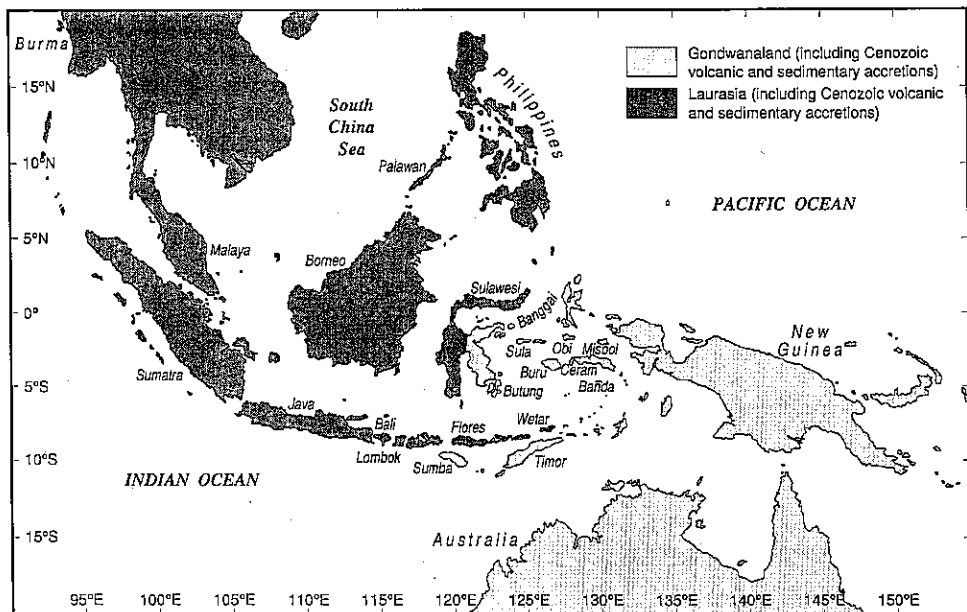 Burma
Gondwanaland (including Cenozoic
volcanic and sedimentary accretions)
Laurasia (including Cenozoic volcanic
and sedimentary accretions)
15°N
10°N
5°N
0°
5°S
10°S
15°S
South
China
Sea
Philippines
Palawan
PACIFIC OCEAN
Malaya
Borneo
Sulawesi
Banggai
New
Guinea
Sula
Obi
Misool
Sumatra
Buru
Ceram
Butung
Banda
Java
Bali
Flores
Wetar
Lombok
Sumba
Timor
INDIAN OCEAN
Australia
95°E
100°E
105°E
110°E
115°E
120°E
125°E
130°E
135°E
140°E
145°E
150°E